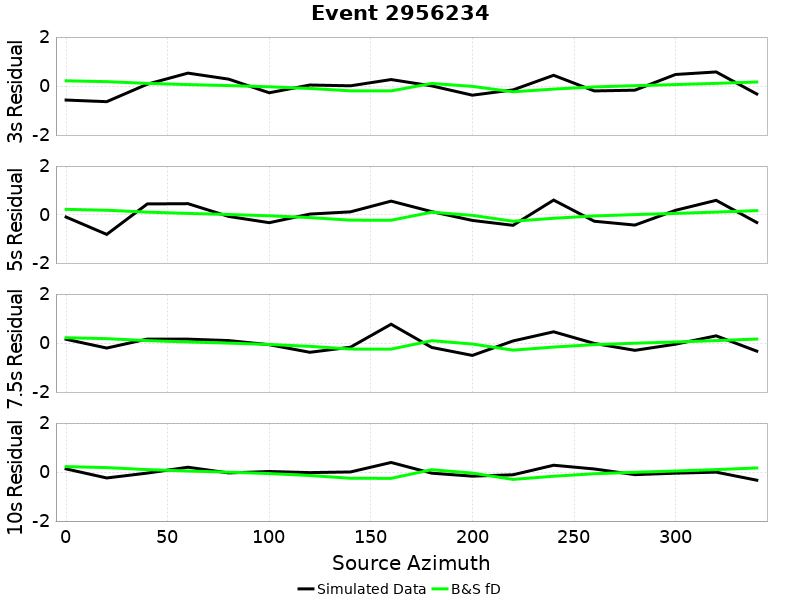 Event 2956234
3s Residual
2
0
-2
5s Residual
2
0
-2
7.5s Residual
2
0
-2
10s Residual
2
0
-2
0 50 100 150 200 250 300
Source Azimuth
Simulated Data B&S fD